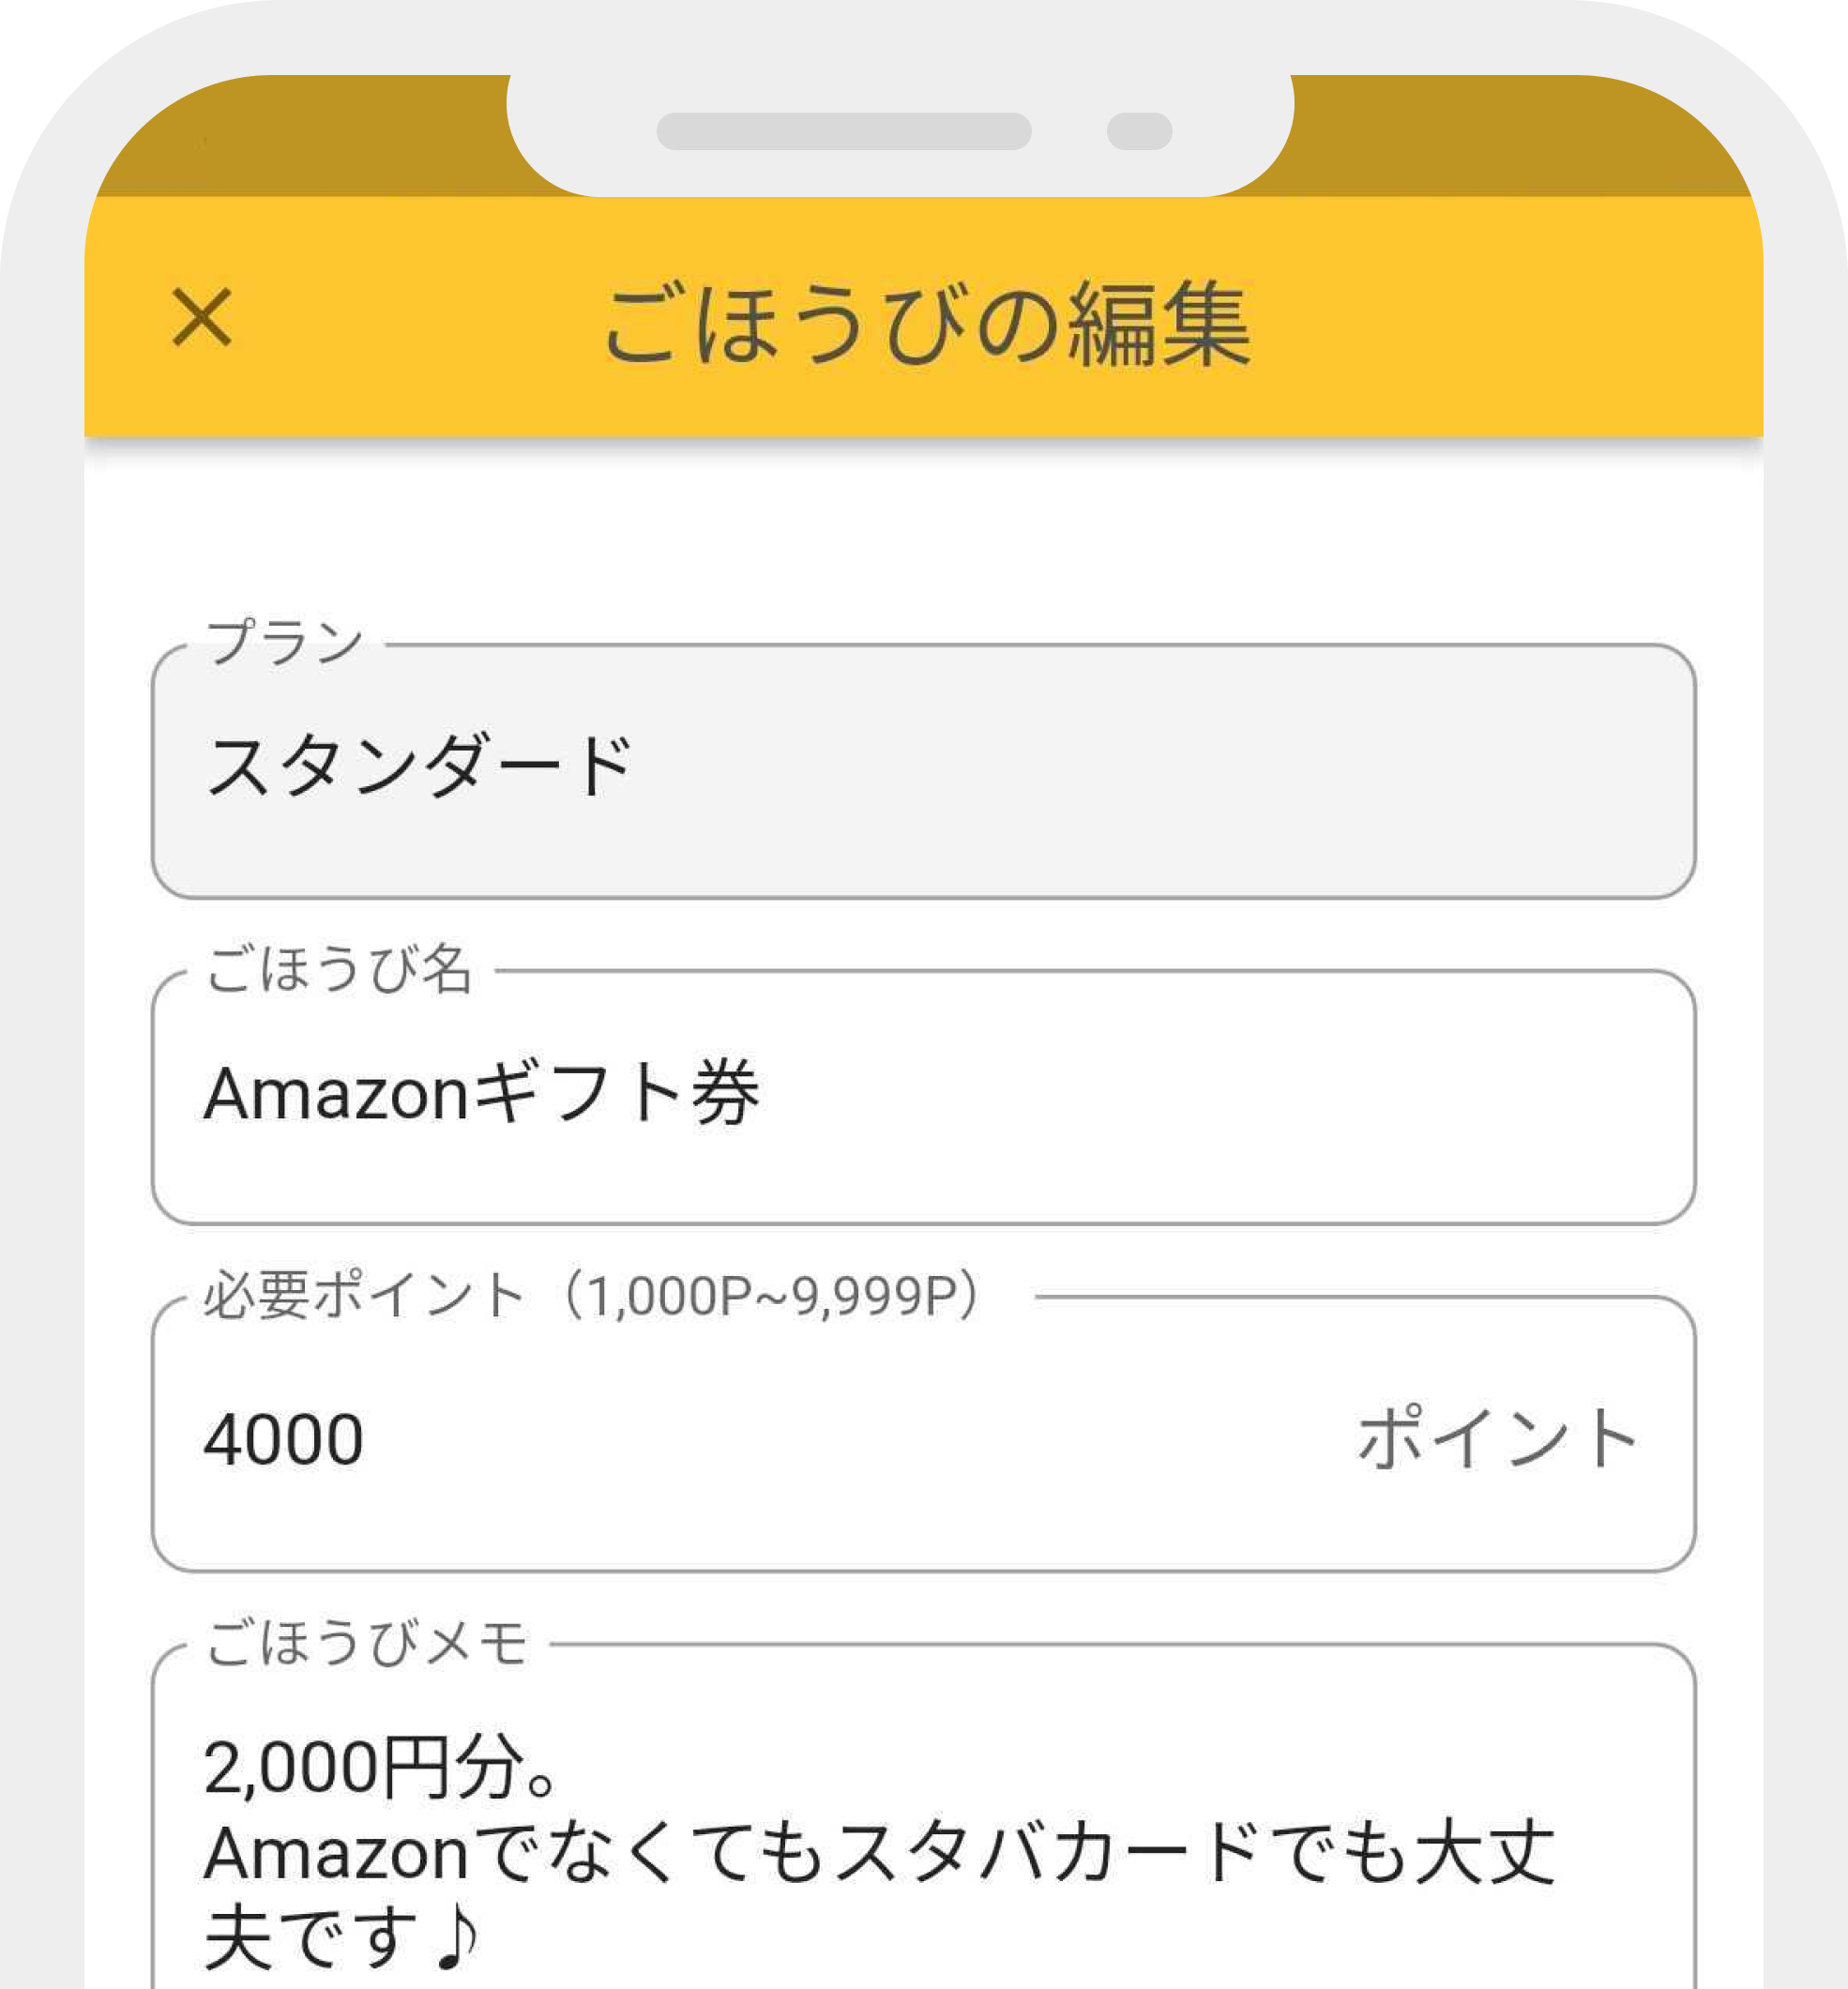 ごほうびの編集
プラン
スタンダード
ごほうび名
Amazonギフト券
必要ポイント（1,000P~9,999P）
4000 ポイント
ごほうびメモ
2,000円分。
Amazonでなくてもスタバカードでも大丈
夫です♪